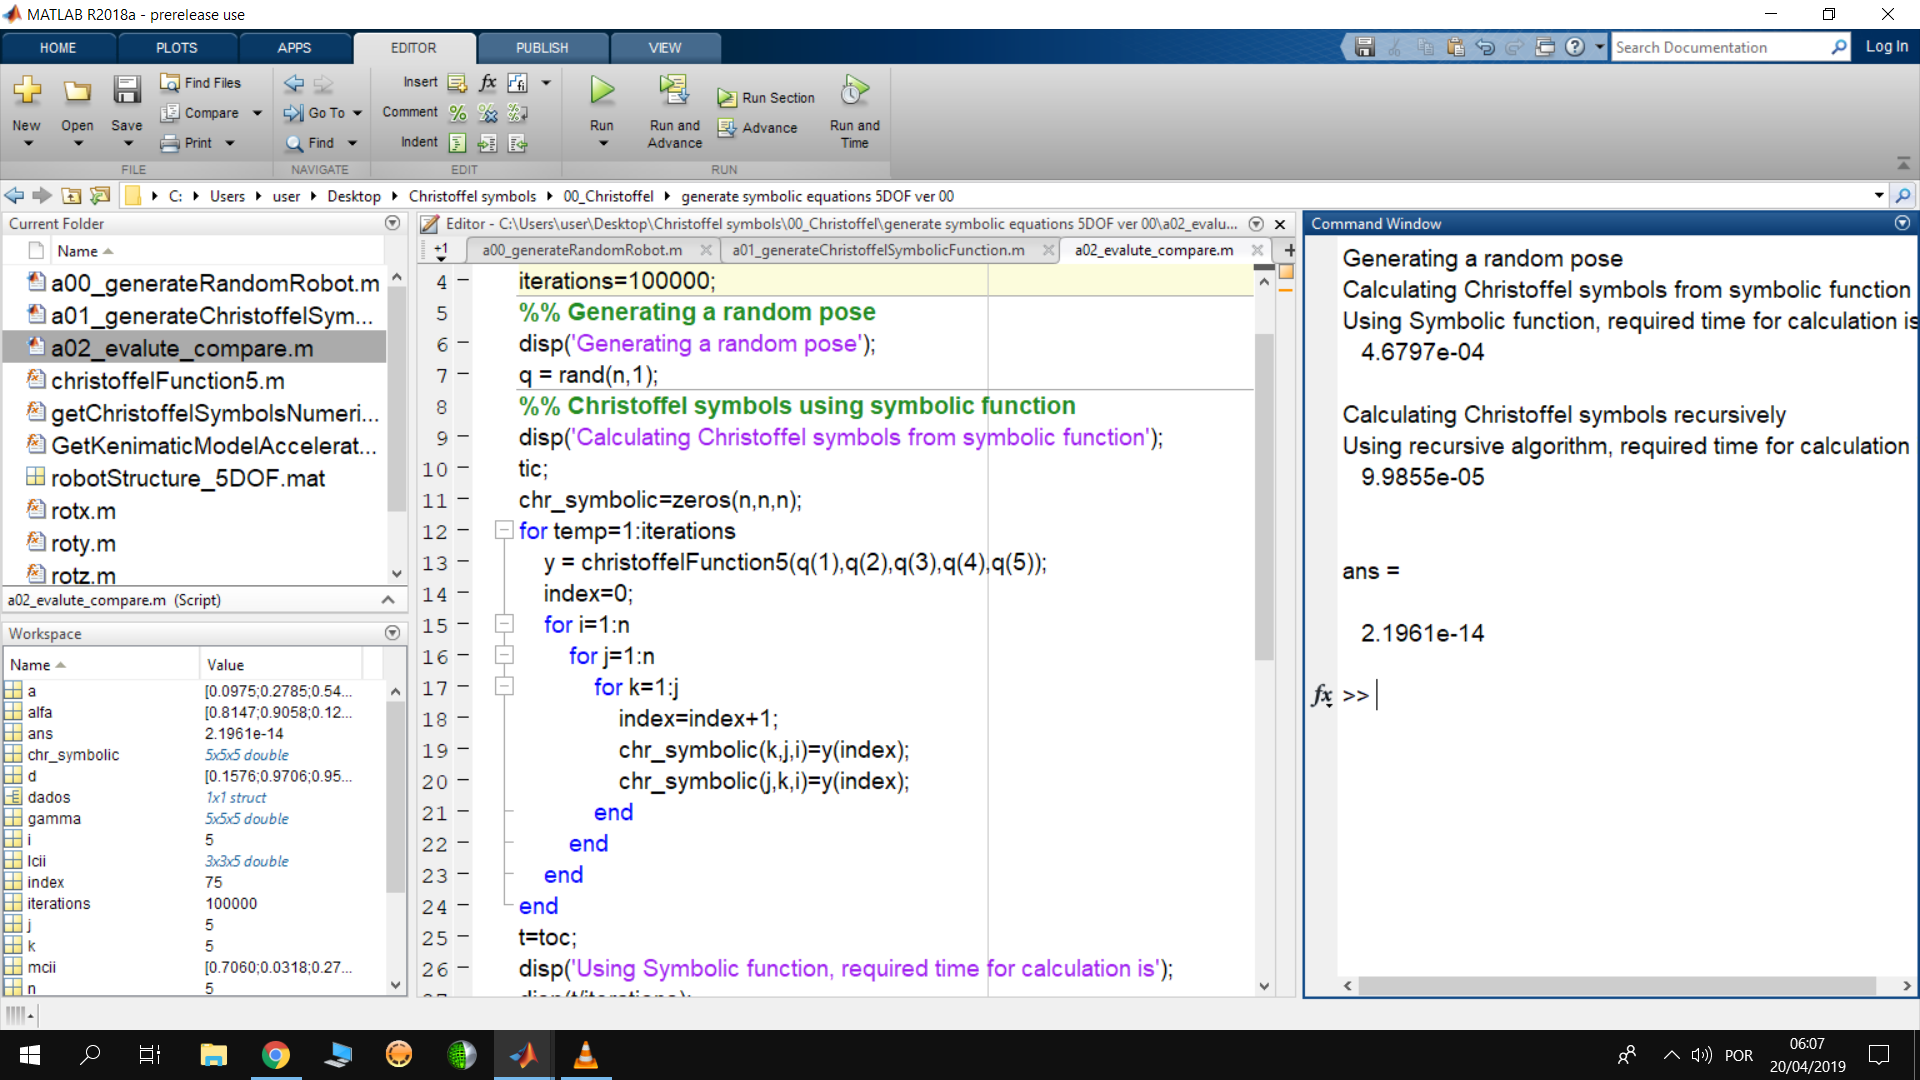 MATLAB R2018a - prerelease use
HOME PLOTS APPS EDITOR PUBLISH VIEW
Search Documentation
Log In
New
Open
Save
Find Files
Compare
Print
FILE
Go To
Find
NAVIGATE
Insert
Comment
Indent
EDIT
Run
Run and Advance
Run Section
Advance
Run and Time
RUN
C: Users user Desktop Christoffel symbols 00_Christoffel generate symbolic equations 5DOF ver 00
Current Folder
Name
a00_generateRandomRobot.m
a01_generateChristoffelSym...
a02_evalute_compare.m
christoffelFunction5.m
getChristoffelSymbolsNumeri...
GetKenimaticModelAccelerat...
robotStructure_5DOF.mat
rotx.m
roty.m
rotz.m
a02_evalute_compare.m (Script)
Workspace
Name Value
a [0.0975;0.2785;0.54...
alfa [0.8147;0.9058;0.12...
ans 2.1961e-14
chr_symbolic 5x5x5 double
d [0.1576;0.9706;0.95...
dados 1x1 struct
gamma 5x5x5 double
i 5
Icii 3x3x5 double
index 75
iterations 100000
j 5
k 5
mcii [0.7060;0.0318;0.27...
n 5
Editor - C:\Users\user\Desktop\Christoffel symbols\00_Christoffel\generate symbolic equations 5DOF ver 00\a02_evalu...
+1 a00_generateRandomRobot.m a01_generateChristoffelSymbolicFunction.m a02_evalute_compare.m
4 iterations=100000;
5 %% Generating a random pose
6 disp('Generating a random pose');
7 q = rand(n,1);
8 %% Christoffel symbols using symbolic function
9 disp('Calculating Christoffel symbols from symbolic function');
10 tic;
11 chr_symbolic=zeros(n,n,n);
12 for temp=1:iterations
13 y = christoffelFunction5(q(1),q(2),q(3),q(4),q(5));
14 index=0;
15 for i=1:n
16 for j=1:n
17 for k=1:j
18 index=index+1;
19 chr_symbolic(k,j,i)=y(index);
20 chr_symbolic(j,k,i)=y(index);
21 end
22 end
23 end
24 end
25 t=toc;
26 disp('Using Symbolic function, required time for calculation is');
Command Window
Generating a random pose
Calculating Christoffel symbols from symbolic function
Using Symbolic function, required time for calculation is
4.6797e-04
Calculating Christoffel symbols recursively
Using recursive algorithm, required time for calculation
9.9855e-05
ans =
2.1961e-14
fx >>
POR
06:07
20/04/2019